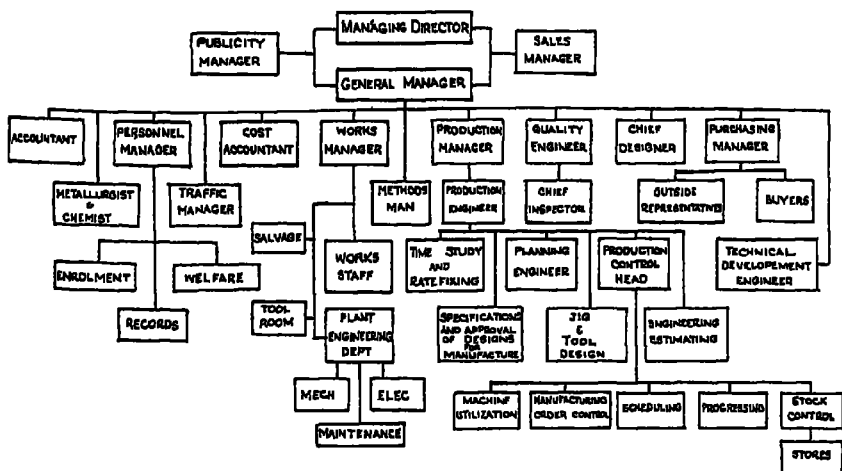 MANAGING DIRECTOR
PUBLICITY
MANAGER
SALES
MANAGER
GENERAL MANAGER
ACCOUNTANT
PERSONNEL
MANAGER
COST
ACCOUNTANT
WORKS
MANAGER
PRODUCTION
MANAGER
QUALITY
ENGINEER
CHIEF
DESIGNER
PURCHASING
MANAGER
METALLURGIST
&
CHEMIST
TRAFFIC
MANAGER
METHODS
MAN
PRODUCTION
ENGINEER
CHIEF
INSPECTOR
OUTSIDE
REPRESENTATIVES
BUYERS
SALVAGE
WORKS
STAFF
TIME STUDY
AND
RATEFIXING
PLANNING
ENGINEER
PRODUCTION
CONTROL
HEAD
TECHNICAL
DEVELOPEMENT
ENGINEER
ENROLMENT
WELFARE
RECORDS
TOOL
ROOM
PLANT
ENGINEERING
DEPT
SPECIFICATIONS
AND APPROVAL
OF DESIGNS
FOR
MANUFACTURE
JIG
&
TOOL
DESIGN
ENGINEERING
ESTIMATING
MECH
ELEC
MAINTENANCE
MACHINE
UTILIZATION
MANUFACTURING
ORDER CONTROL
SCHEDULING
PROGRESSING
STOCK
CONTROL
STORES